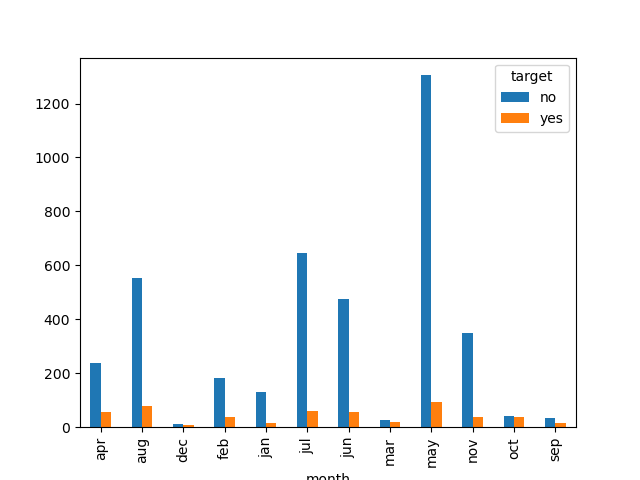 target
no
yes
1200
1000
800
600
400
200
0
apr
aug
dec
feb
jan
jul
jun
mar
may
nov
oct
sep
month